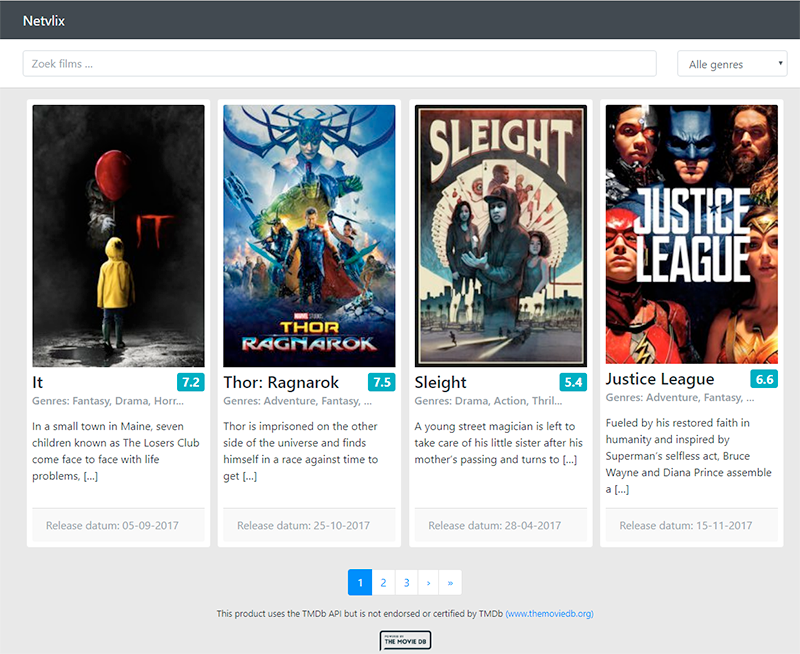 Netvlix
Zoek films ...
Alle genres
IT
MARVEL STUDIOS
THOR
RAGNAROK
SLEIGHT
JUSTICE
LEAGUE
It
7.2
Genres: Fantasy, Drama, Horr...
In a small town in Maine, seven
children known as The Losers Club
come face to face with life
problems, [...]
Release datum: 05-09-2017
Thor: Ragnarok
7.5
Genres: Adventure, Fantasy, ...
Thor is imprisoned on the other
side of the universe and finds
himself in a race against time to
get [...]
Release datum: 25-10-2017
Sleight
5.4
Genres: Drama, Action, Thril...
A young street magician is left to
take care of his little sister after his
mother's passing and turns to [...]
Release datum: 28-04-2017
Justice League
6.6
Genres: Adventure, Fantasy, ...
Fueled by his restored faith in
humanity and inspired by
Superman's selfless act, Bruce
Wayne and Diana Prince assemble
a [...]
Release datum: 15-11-2017
1 2 3 › »
This product uses the TMDb API but is not endorsed or certified by TMDb (www.themoviedb.org)
POWERED BY
THE MOVIE DB